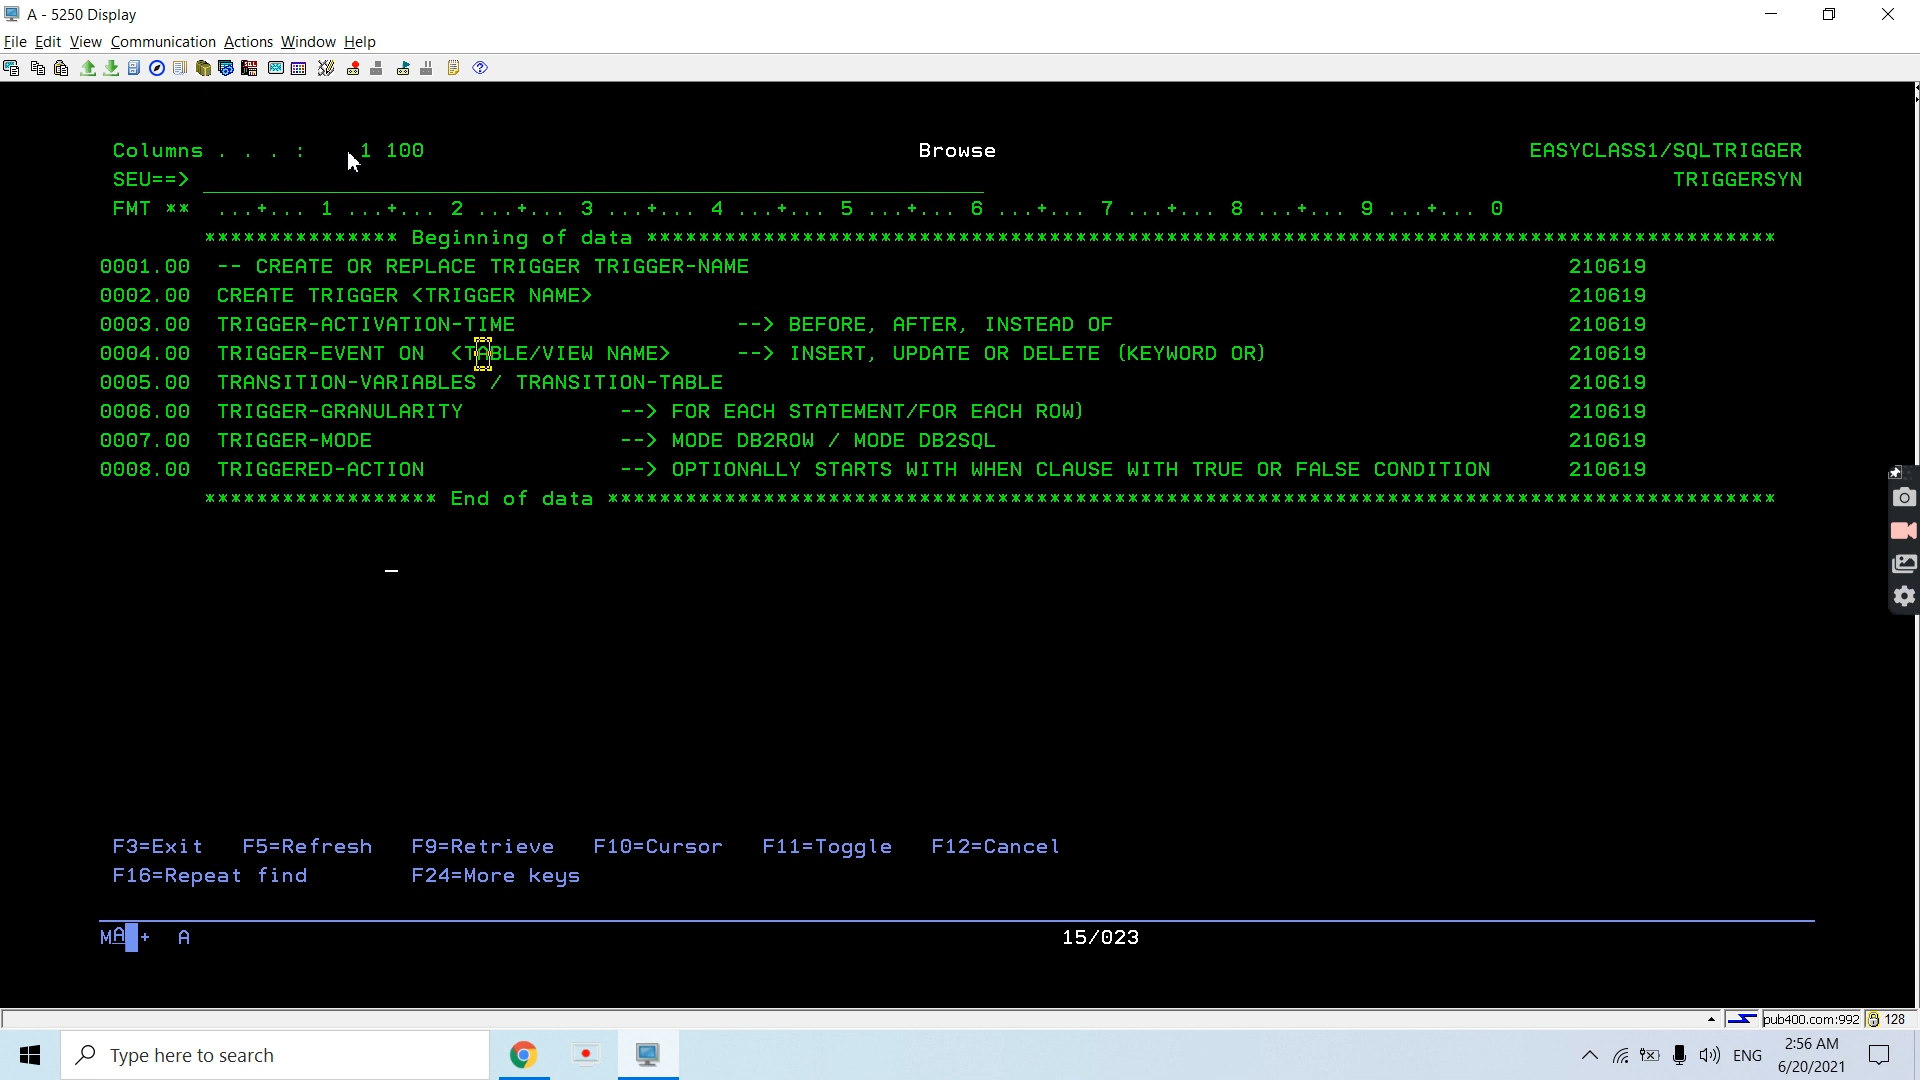 A - 5250 Display
File Edit View Communication Actions Window Help
Columns . . . :    1 100    Browse    EASYCLASS1/SQLTRIGGER
SEU==>    TRIGGERSYN
FMT **  ...+... 1 ...+... 2 ...+... 3 ...+... 4 ...+... 5 ...+... 6 ...+... 7 ...+... 8 ...+... 9 ...+... 0
*************** Beginning of data ***************************************************************************************
0001.00  -- CREATE OR REPLACE TRIGGER TRIGGER-NAME    210619
0002.00  CREATE TRIGGER <TRIGGER NAME>    210619
0003.00  TRIGGER-ACTIVATION-TIME    --> BEFORE, AFTER, INSTEAD OF    210619
0004.00  TRIGGER-EVENT ON  <TABLE/VIEW NAME>    --> INSERT, UPDATE OR DELETE (KEYWORD OR)    210619
0005.00  TRANSITION-VARIABLES / TRANSITION-TABLE    210619
0006.00  TRIGGER-GRANULARITY    --> FOR EACH STATEMENT/FOR EACH ROW)    210619
0007.00  TRIGGER-MODE    --> MODE DB2ROW / MODE DB2SQL    210619
0008.00  TRIGGERED-ACTION    --> OPTIONALLY STARTS WITH WHEN CLAUSE WITH TRUE OR FALSE CONDITION    210619
****************** End of data ******************************************************************************************
F3=Exit   F5=Refresh   F9=Retrieve   F10=Cursor   F11=Toggle   F12=Cancel
F16=Repeat find        F24=More keys
MA + A    15/023
pub400.com:992 128
Type here to search
ENG
2:56 AM
6/20/2021